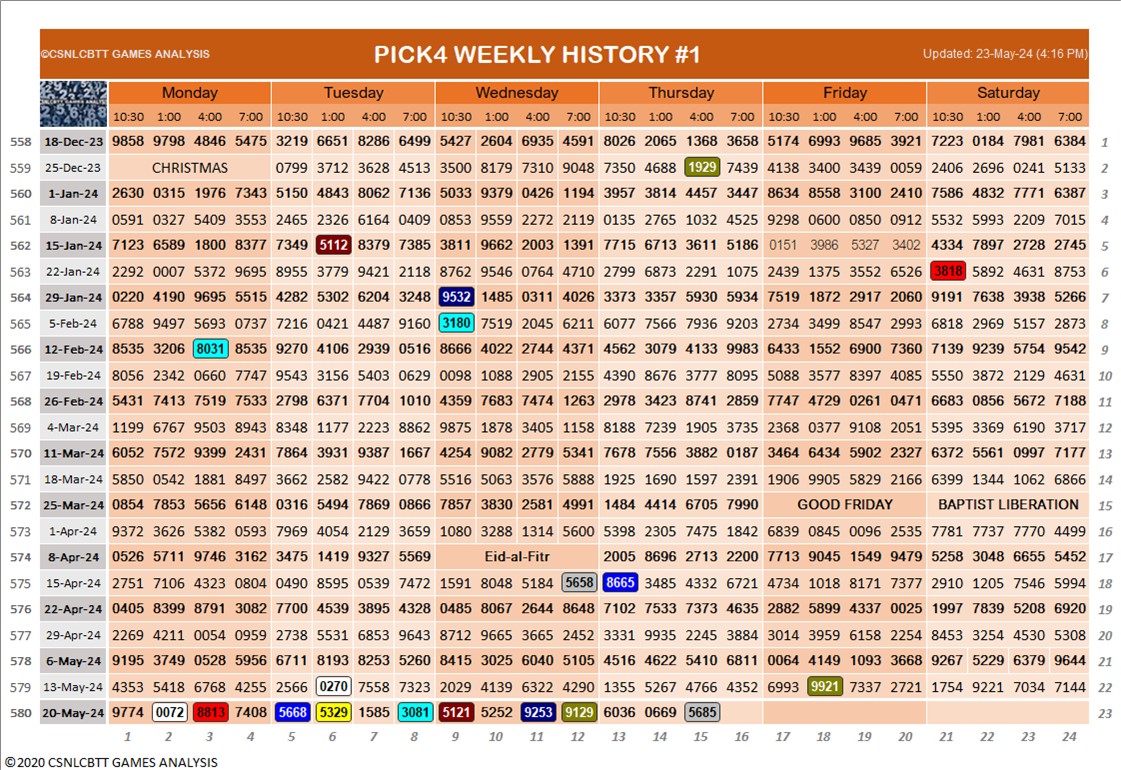 ©CSNLCBTT GAMES ANALYSIS PICK4 WEEKLY HISTORY #1 Updated: 23-May-24 (4:16 PM)
CSNLCBTT GAMES ANALYSIS Monday Tuesday Wednesday Thursday Friday Saturday
10:30 1:00 4:00 7:00 10:30 1:00 4:00 7:00 10:30 1:00 4:00 7:00 10:30 1:00 4:00 7:00 10:30 1:00 4:00 7:00 10:30 1:00 4:00 7:00
558 18-Dec-23 9858 9798 4846 5475 3219 6651 8286 6499 5427 2604 6935 4591 8026 2065 1368 3658 5174 6993 9685 3921 7223 0184 7981 6384 1
559 25-Dec-23 CHRISTMAS 0799 3712 3628 4513 3500 8179 7310 9048 7350 4688 1929 7439 4138 3400 3439 0059 2406 2696 0241 5133 2
560 1-Jan-24 2630 0315 1976 7343 5150 4843 8062 7136 5033 9379 0426 1194 3957 3814 4457 3447 8634 8558 3100 2410 7586 4832 7771 6387 3
561 8-Jan-24 0591 0327 5409 3553 2465 2326 6164 0409 0853 9559 2272 2119 0135 2765 1032 4525 9298 0600 0850 0912 5532 5993 2209 7015 4
562 15-Jan-24 7123 6589 1800 8377 7349 5112 8379 7385 3811 9662 2003 1391 7715 6713 3611 5186 0151 3986 5327 3402 4334 7897 2728 2745 5
563 22-Jan-24 2292 0007 5372 9695 8955 3779 9421 2118 8762 9546 0764 4710 2799 6873 2291 1075 2439 1375 3552 6526 3818 5892 4631 8753 6
564 29-Jan-24 0220 4190 9695 5515 4282 5302 6204 3248 9532 1485 0311 4026 3373 3357 5930 5934 7519 1872 2917 2060 9191 7638 3938 5266 7
565 5-Feb-24 6788 9497 5693 0737 7216 0421 4487 9160 3180 7519 2045 6211 6077 7566 7936 9203 2734 3499 8547 2993 6818 2969 5157 2873 8
566 12-Feb-24 8535 3206 8031 8535 9270 4106 2939 0516 8666 4022 2744 4371 4562 3079 4133 9983 6433 1552 6900 7360 7139 9239 5754 9542 9
567 19-Feb-24 8056 2342 0660 7747 9543 3156 5403 0629 0098 1088 2905 2155 4390 8676 3777 8095 5088 3577 8397 4085 5550 3872 2129 4631 10
568 26-Feb-24 5431 7413 7519 7533 2798 6371 7704 1010 4359 7683 7474 1263 2978 3423 8741 2859 7747 4729 0261 0471 6683 0856 5672 7188 11
569 4-Mar-24 1199 6767 9503 8943 8348 1177 2223 8862 9875 1878 3405 1158 8188 7239 1905 3735 2368 0377 9108 2051 5395 3369 6190 3717 12
570 11-Mar-24 6052 7572 9399 2431 7864 3931 9387 1667 4254 9082 2779 5341 7678 7556 3882 0187 3464 6434 5902 2327 6372 5561 0997 7177 13
571 18-Mar-24 5850 0542 1881 8497 3662 2582 9422 0778 5516 5063 3576 5888 1925 1690 1597 2391 1906 9905 5829 2166 6399 1344 1062 6866 14
572 25-Mar-24 0854 7853 5656 6148 0316 5494 7869 0866 7857 3830 2581 4991 1484 4414 6705 7990 GOOD FRIDAY BAPTIST LIBERATION 15
573 1-Apr-24 9372 3626 5382 0593 7969 4054 2129 3659 1080 3288 1314 5600 5398 2305 7475 1842 6839 0845 0096 2535 7781 7737 7770 4499 16
574 8-Apr-24 0526 5711 9746 3162 3475 1419 9327 5569 Eid-al-Fitr 2005 8696 2713 2200 7713 9045 1549 9479 5258 3048 6655 5452 17
575 15-Apr-24 2751 7106 4323 0804 0490 8595 0539 7472 1591 8048 5184 5658 8665 3485 4332 6721 4734 1018 8171 7377 2910 1205 7546 5994 18
576 22-Apr-24 0405 8399 8791 3082 7700 4539 3895 4328 0485 8067 2644 8648 7102 7533 7373 4635 2882 5899 4337 0025 1997 7839 5208 6920 19
577 29-Apr-24 2269 4211 0054 0959 2738 5531 6853 9643 8712 9665 3665 2452 3331 9935 2245 3884 3014 3959 6158 2254 8453 3254 4530 5308 20
578 6-May-24 9195 3749 0528 5956 6711 8193 8253 5260 8415 3025 6040 5105 4516 4622 5410 6811 0064 4149 1093 3668 9267 5229 6379 9644 21
579 13-May-24 4353 5418 6768 4255 2566 0270 7558 7323 2029 4139 6322 4290 1355 5267 4766 4352 6993 9921 7337 2721 1754 9221 7034 7144 22
580 20-May-24 9774 0072 8813 7408 5668 5329 1585 3081 5121 5252 9253 9129 6036 0669 5685 23
1 2 3 4 5 6 7 8 9 10 11 12 13 14 15 16 17 18 19 20 21 22 23 24
©2020 CSNLCBTT GAMES ANALYSIS